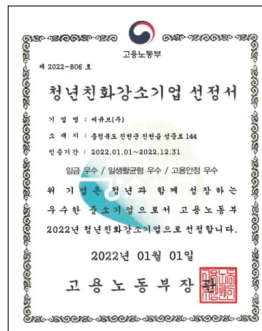 고용노동부
제 2022-806 호
청년친화강소기업 선정서
기 업 명 : 에큐브(주)
소 재 지 : 충청북도 진천군 진천읍 성중로 144
인증기간 : 2022.01.01~2022.12.31
임금 우수 / 일생활균형 우수 / 고용안정 우수
위 기업은 청년과 함께 성장하는
우수한 중소기업으로서 고용노동부
2022년 청년친화강소기업으로 선정합니다.
2022년 01월 01일
고용노동부장관